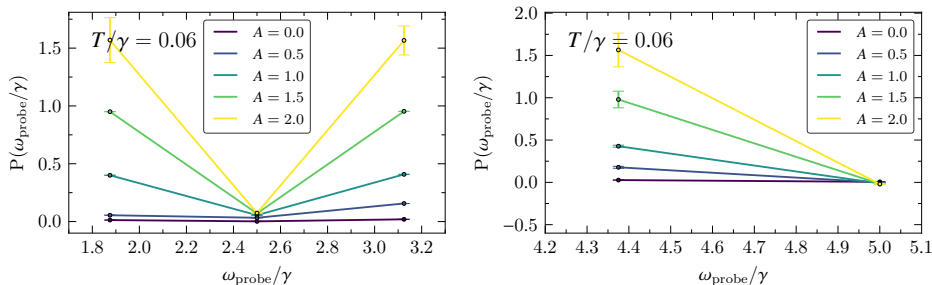 T/γ = 0.06
A = 0.0
A = 0.5
A = 1.0
A = 1.5
A = 2.0
P(ω_probe/γ)
1.5
1.0
0.5
0.0
1.8 2.0 2.2 2.4 2.6 2.8 3.0 3.2
ω_probe/γ
T/γ = 0.06
A = 0.0
A = 0.5
A = 1.0
A = 1.5
A = 2.0
P(ω_probe/γ)
2.0
1.5
1.0
0.5
0.0
−0.5
4.2 4.3 4.4 4.5 4.6 4.7 4.8 4.9 5.0 5.1
ω_probe/γ